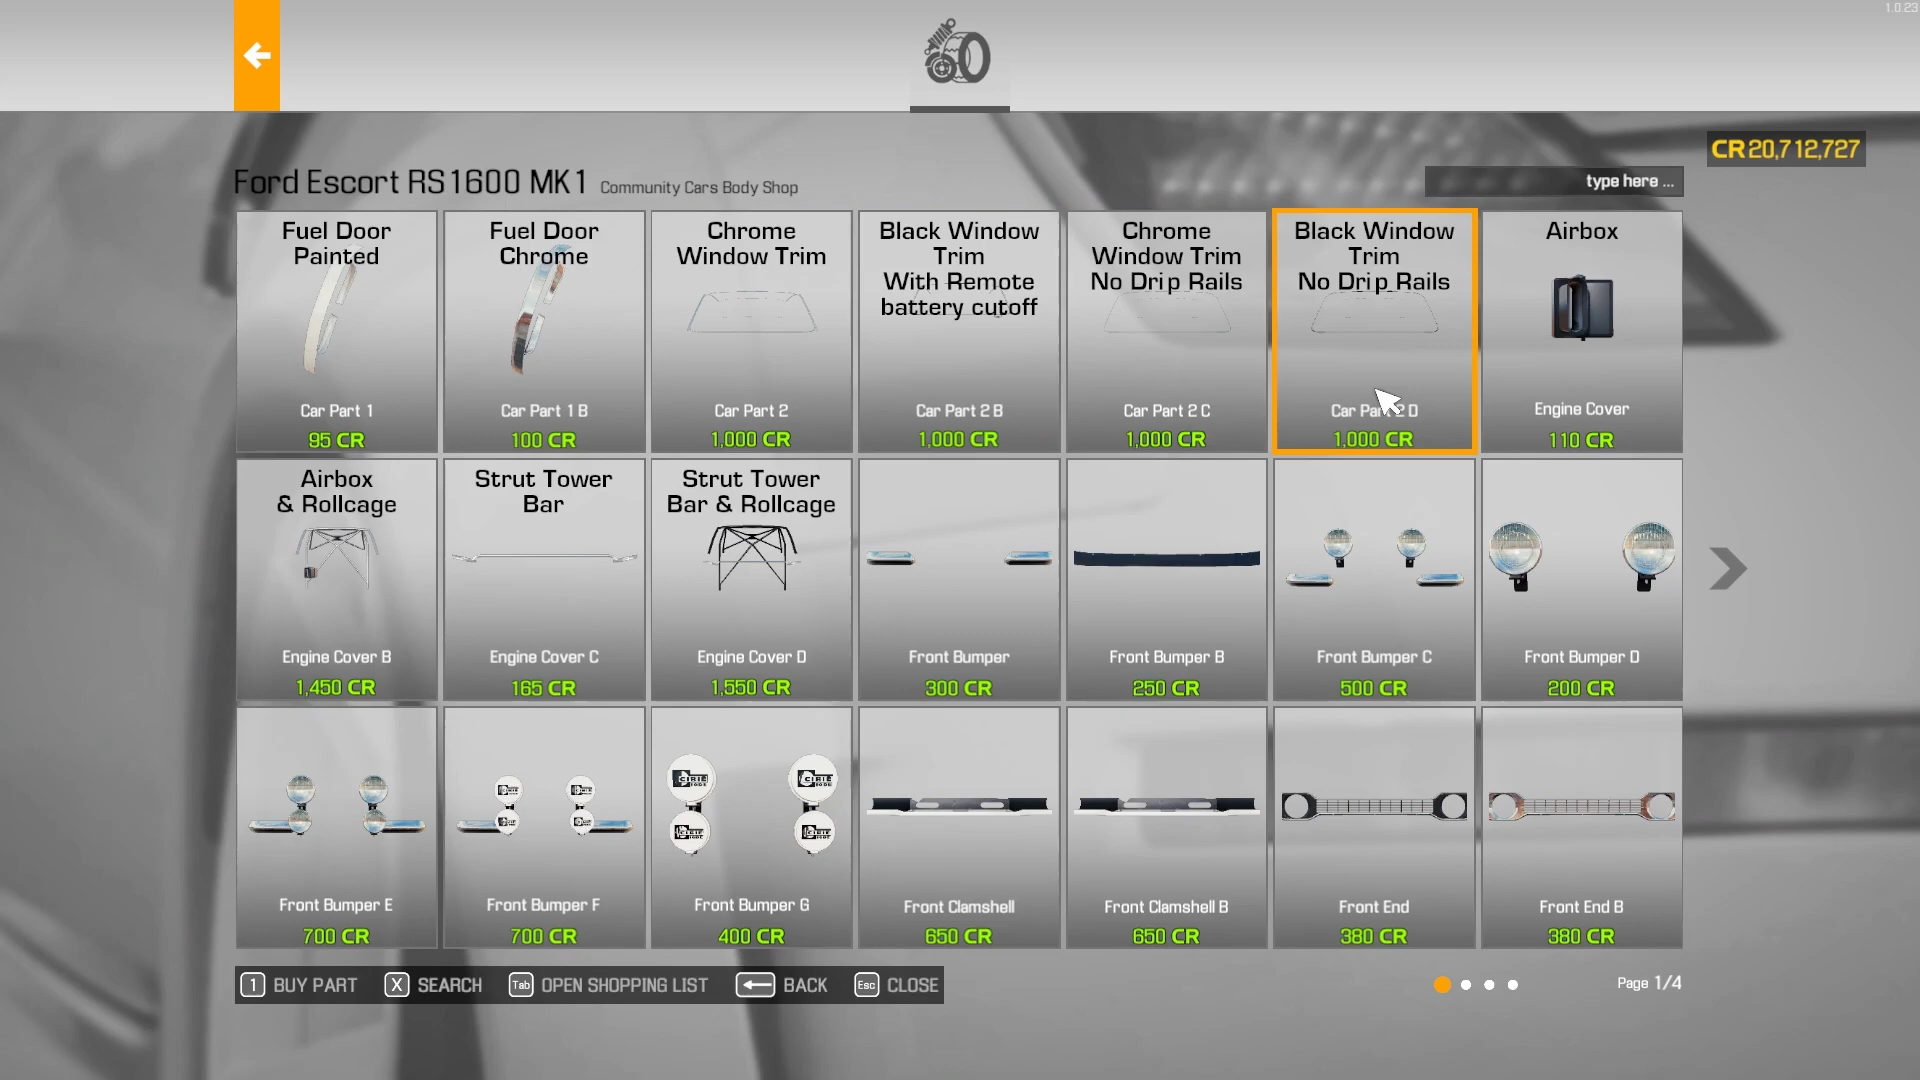 1.0.23
CR20,712,727
Ford Escort RS1600 MK1 Community Cars Body Shop
type here ...
Fuel Door
Painted
Car Part 1
95 CR
Fuel Door
Chrome
Car Part 1 B
100 CR
Chrome
Window Trim
Car Part 2
1,000 CR
Black Window
Trim
With Remote
battery cutoff
Car Part 2 B
1,000 CR
Chrome
Window Trim
No Drip Rails
Car Part 2 C
1,000 CR
Black Window
Trim
No Drip Rails
Car Part 2 D
1,000 CR
Airbox
Engine Cover
110 CR
Airbox
& Rollcage
Engine Cover B
1,450 CR
Strut Tower
Bar
Engine Cover C
165 CR
Strut Tower
Bar & Rollcage
Engine Cover D
1,550 CR
Front Bumper
300 CR
Front Bumper B
250 CR
Front Bumper C
500 CR
Front Bumper D
200 CR
Front Bumper E
700 CR
Front Bumper F
700 CR
CIBIE
CIBIE
Front Bumper G
400 CR
Front Clamshell
650 CR
Front Clamshell B
650 CR
Front End
380 CR
Front End B
380 CR
1 BUY PART
X SEARCH
Tab OPEN SHOPPING LIST
BACK
Esc CLOSE
Page 1/4